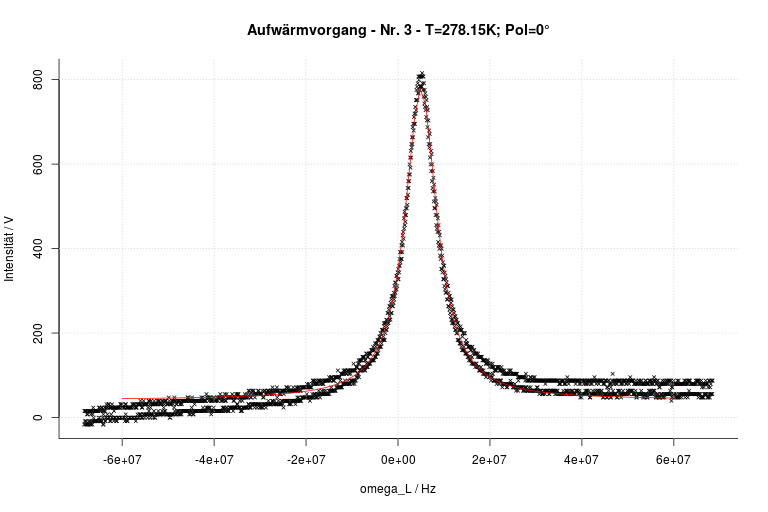 Aufwärmvorgang - Nr. 3 - T=278.15K; Pol=0°
800
600
400
200
0
Intensität / V
-6e+07 -4e+07 -2e+07 0e+00 2e+07 4e+07 6e+07
omega_L / Hz